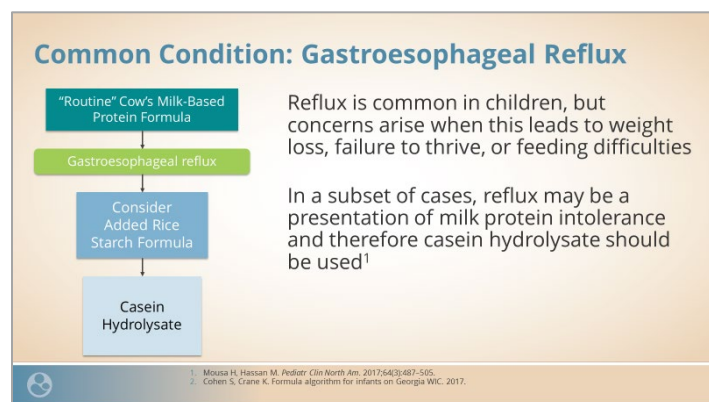 Common Condition: Gastroesophageal Reflux
“Routine” Cow’s Milk-Based
Protein Formula
Gastroesophageal reflux
Consider
Added Rice
Starch Formula
Casein
Hydrolysate
Reflux is common in children, but
concerns arise when this leads to weight
loss, failure to thrive, or feeding difficulties
In a subset of cases, reflux may be a
presentation of milk protein intolerance
and therefore casein hydrolysate should
be used1
1. Mousa H, Hassan M. Pediatr Clin North Am. 2017;64(3):487–505.
2. Cohen S, Crane K. Formula algorithm for infants on Georgia WIC. 2017.